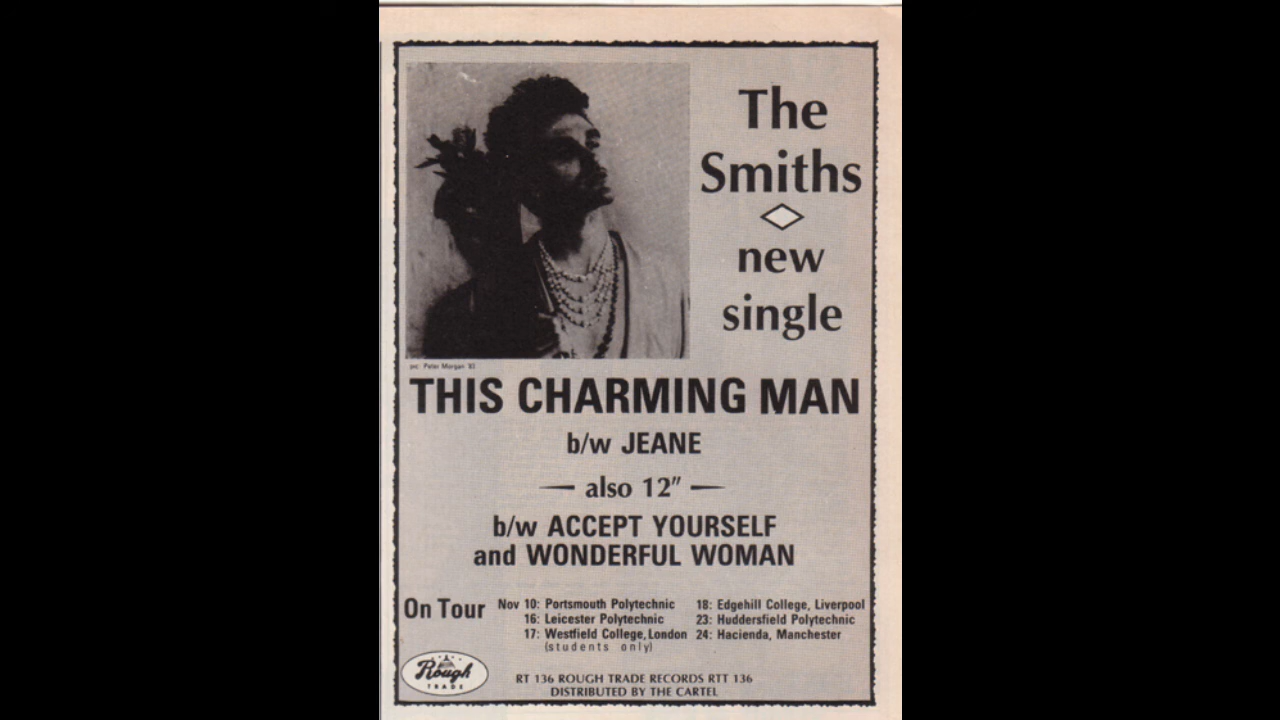 The
Smiths
new
single
pic: Peter Morgan '83
THIS CHARMING MAN
b/w JEANE
also 12"
b/w ACCEPT YOURSELF
and WONDERFUL WOMAN
On Tour
Nov 10: Portsmouth Polytechnic
16: Leicester Polytechnic
17: Westfield College, London
(students only)
18: Edgehill College, Liverpool
23: Huddersfield Polytechnic
24: Hacienda, Manchester
Rough
TRADE
RT 136 ROUGH TRADE RECORDS RTT 136
DISTRIBUTED BY THE CARTEL